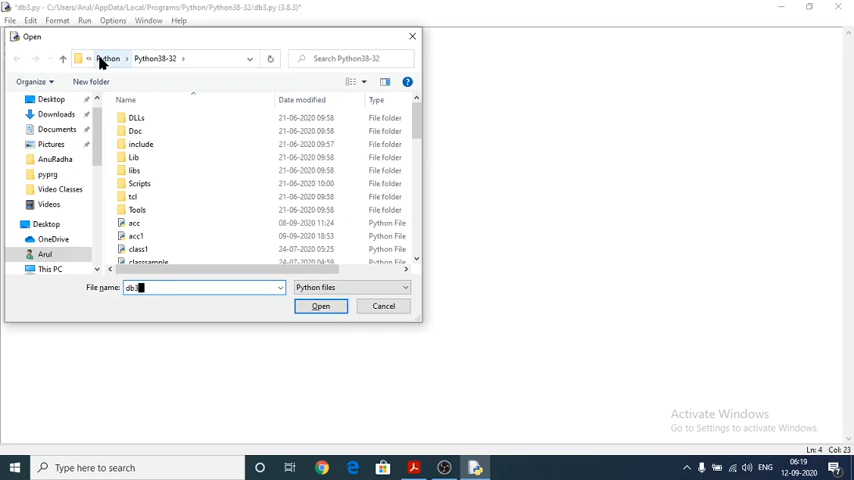 *db3.py - C:/Users/Arul/AppData/Local/Programs/Python/Python38-32/db3.py (3.8.3)*
File Edit Format Run Options Window Help
Open
« Python › Python38-32 ›
Search Python38-32
Organize
New folder
Desktop
Downloads
Documents
Pictures
AnuRadha
pyprg
Video Classes
Videos
Desktop
OneDrive
Arul
This PC
Name Date modified Type
DLLs 21-06-2020 09:58 File folder
Doc 21-06-2020 09:58 File folder
include 21-06-2020 09:57 File folder
Lib 21-06-2020 09:58 File folder
libs 21-06-2020 09:58 File folder
Scripts 21-06-2020 10:00 File folder
tcl 21-06-2020 09:58 File folder
Tools 21-06-2020 09:58 File folder
acc 08-09-2020 11:24 Python File
acc1 09-09-2020 18:53 Python File
class1 24-07-2020 05:25 Python File
classsample 24-07-2020 04:59 Python File
File name: db3
Python files
Open
Cancel
Activate Windows
Go to Settings to activate Windows.
Ln: 4 Col: 23
Type here to search
ENG
06:19
12-09-2020